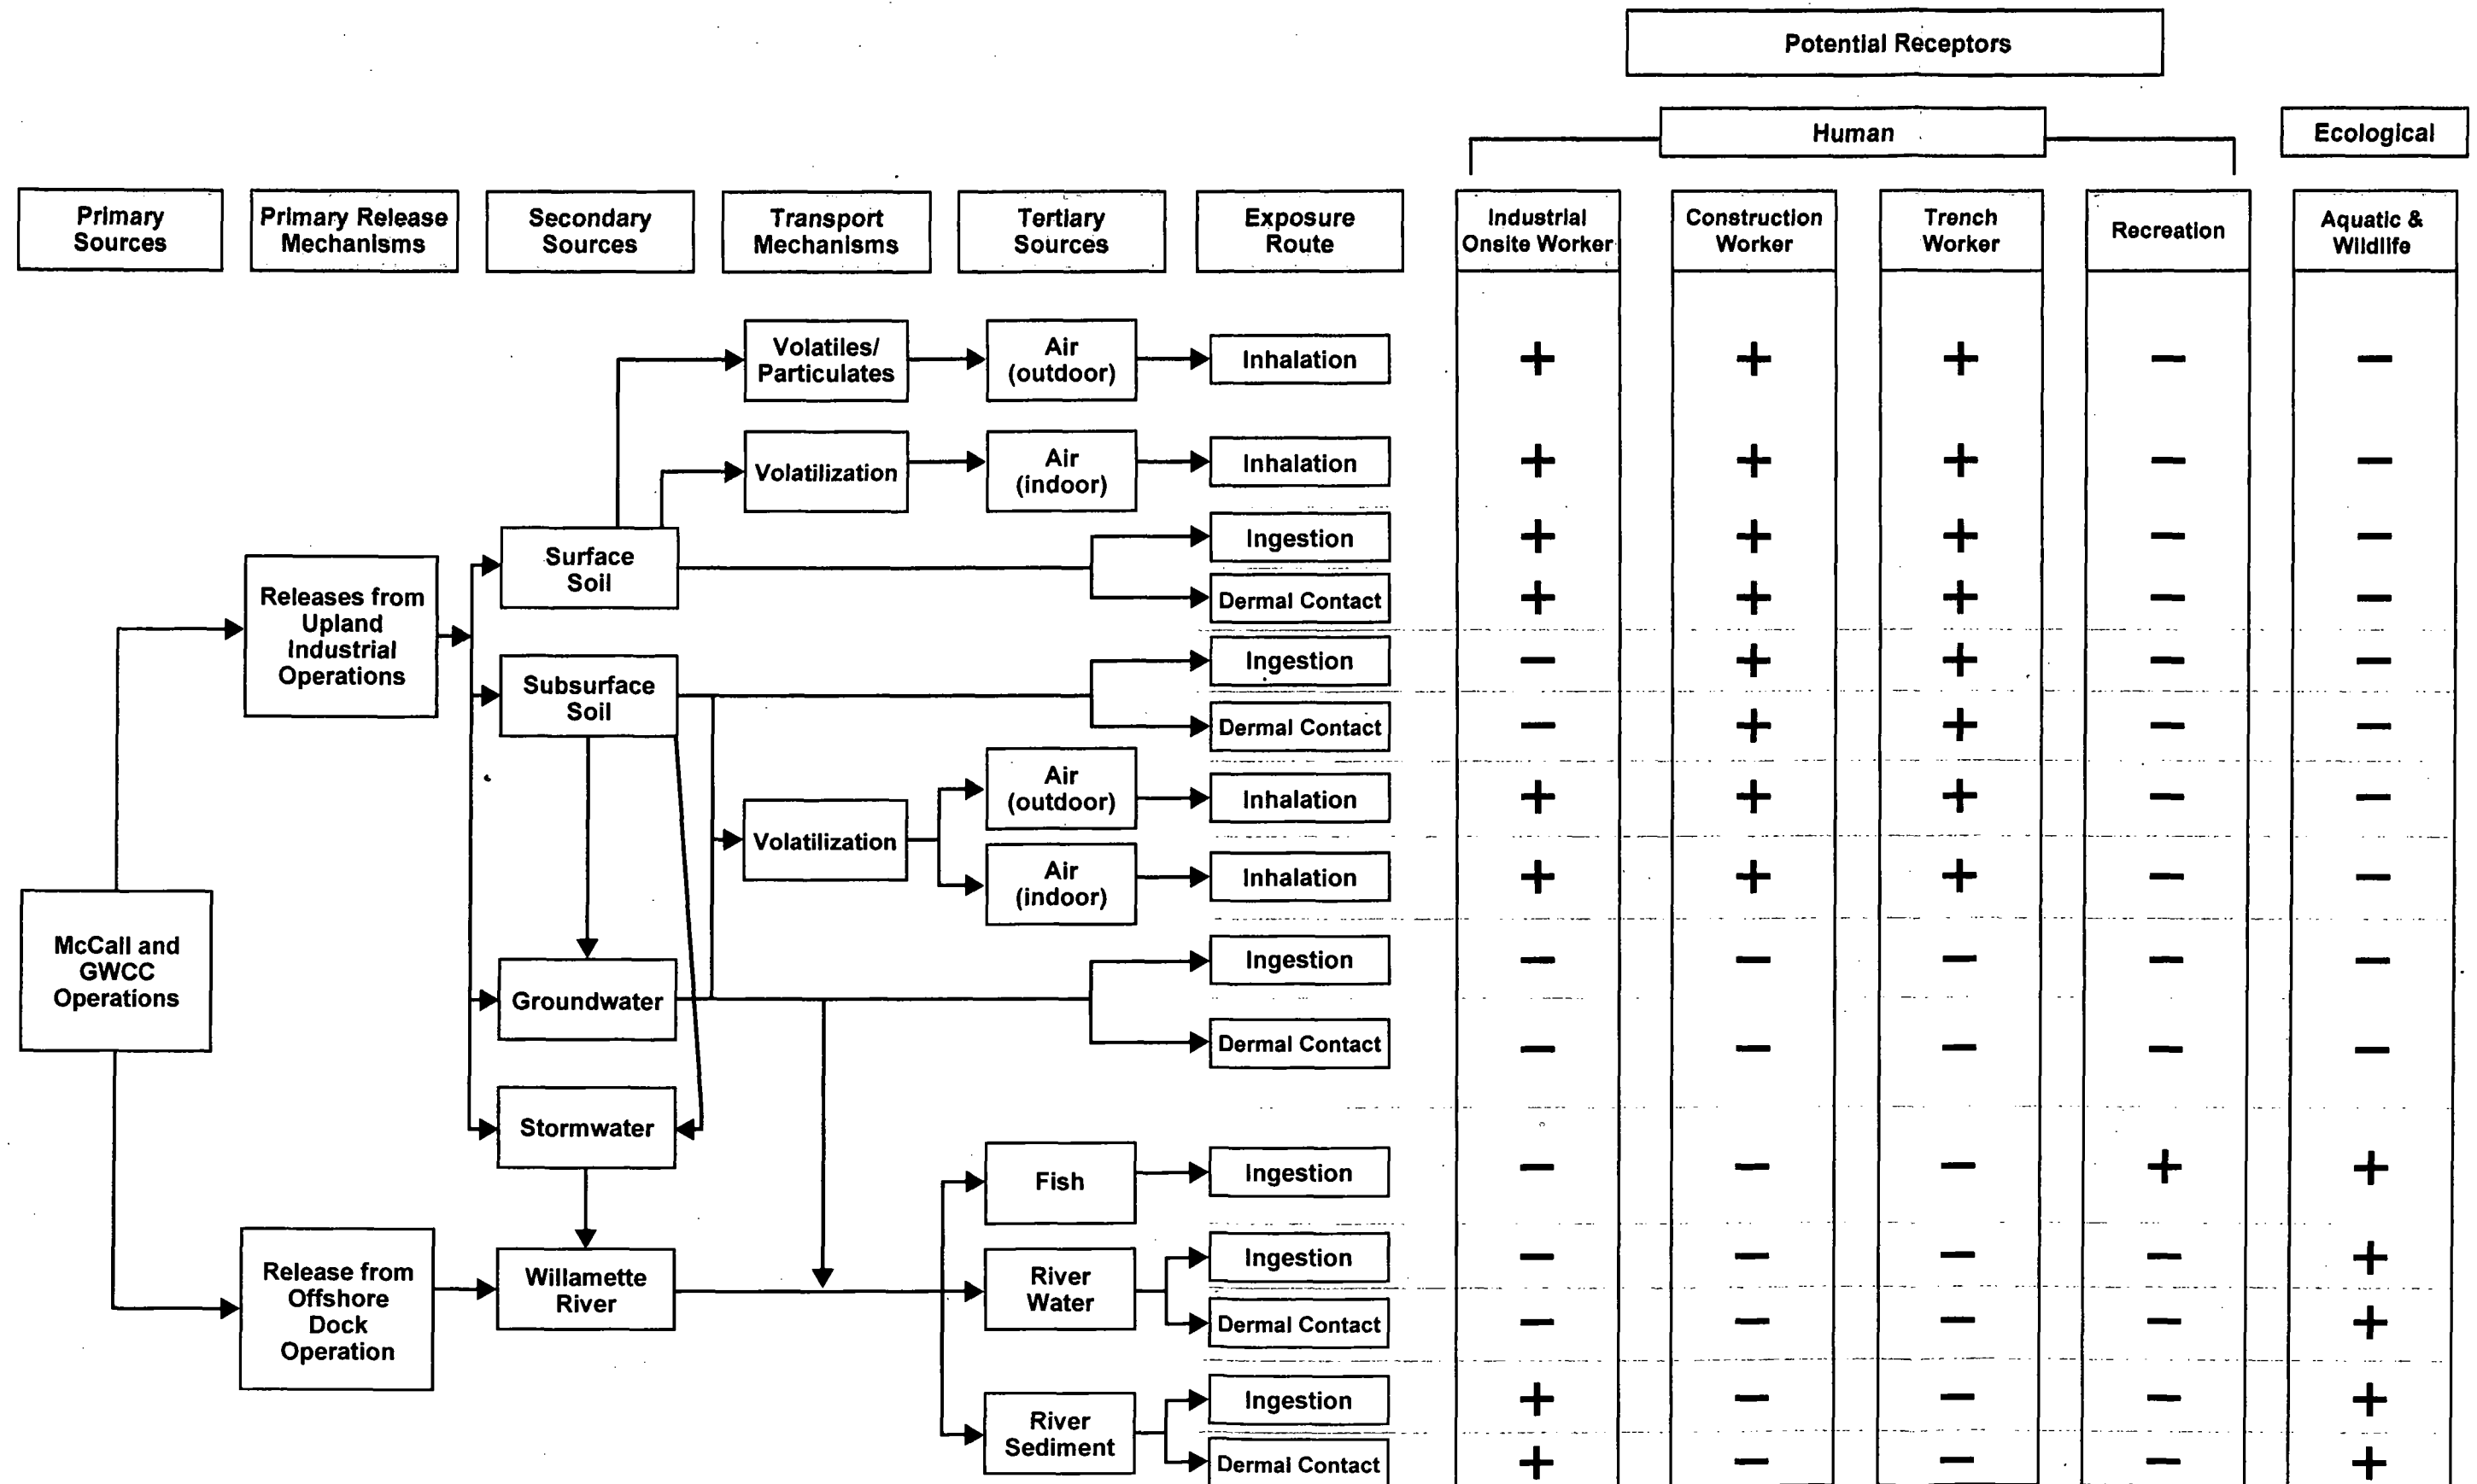 Potential Receptors
Human
Ecological
Primary
Sources
Primary Release
Mechanisms
Secondary
Sources
Transport
Mechanisms
Tertiary
Sources
Exposure
Route
Industrial
Onsite Worker
Construction
Worker
Trench
Worker
Recreation
Aquatic &
Wildlife
Volatiles/
Particulates
Air
(outdoor)
Inhalation
+ + + − −
Volatilization
Air
(indoor)
Inhalation
+ + + − −
Surface
Soil
Ingestion
+ + + − −
Dermal Contact
+ + + − −
Releases from
Upland
Industrial
Operations
Subsurface
Soil
Ingestion
− + + − −
Dermal Contact
− + + − −
Volatilization
Air
(outdoor)
Inhalation
+ + + − −
Air
(indoor)
Inhalation
+ + + − −
McCall and
GWCC
Operations
Groundwater
Ingestion
− − − − −
Dermal Contact
− − − − −
Stormwater
Fish
Ingestion
− − − + +
Release from
Offshore
Dock
Operation
Willamette
River
River
Water
Ingestion
− − − − +
Dermal Contact
− − − − +
River
Sediment
Ingestion
+ − − − +
Dermal Contact
+ − − − +